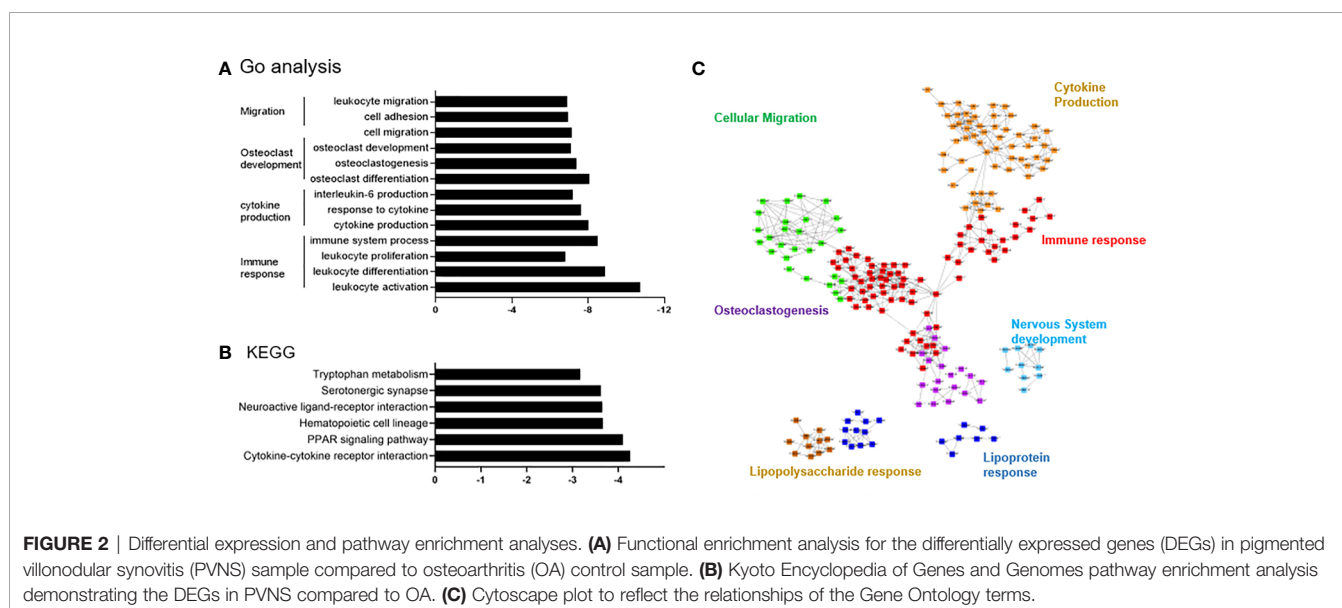 A Go analysis
Migration
leukocyte migration
cell adhesion
cell migration
Osteoclast
development
osteoclast development
osteoclastogenesis
osteoclast differentiation
cytokine
production
interleukin-6 production
response to cytokine
cytokine production
Immune
response
immune system process
leukocyte proliferation
leukocyte differentiation
leukocyte activation
0 -4 -8 -12
B KEGG
Tryptophan metabolism
Serotonergic synapse
Neuroactive ligand-receptor interaction
Hematopoietic cell lineage
PPAR signaling pathway
Cytokine-cytokine receptor interaction
0 -1 -2 -3 -4
C
Cytokine
Production
Cellular Migration
Immune response
Osteoclastogenesis
Nervous System
development
Lipopolysaccharide response
Lipoprotein
response
FIGURE 2 | Differential expression and pathway enrichment analyses. (A) Functional enrichment analysis for the differentially expressed genes (DEGs) in pigmented
villonodular synovitis (PVNS) sample compared to osteoarthritis (OA) control sample. (B) Kyoto Encyclopedia of Genes and Genomes pathway enrichment analysis
demonstrating the DEGs in PVNS compared to OA. (C) Cytoscape plot to reflect the relationships of the Gene Ontology terms.